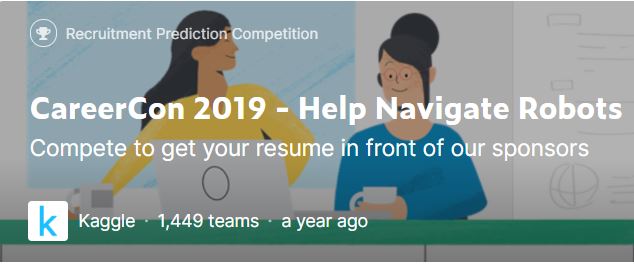 Recruitment Prediction Competition
CareerCon 2019 - Help Navigate Robots
Compete to get your resume in front of our sponsors
k Kaggle · 1,449 teams · a year ago